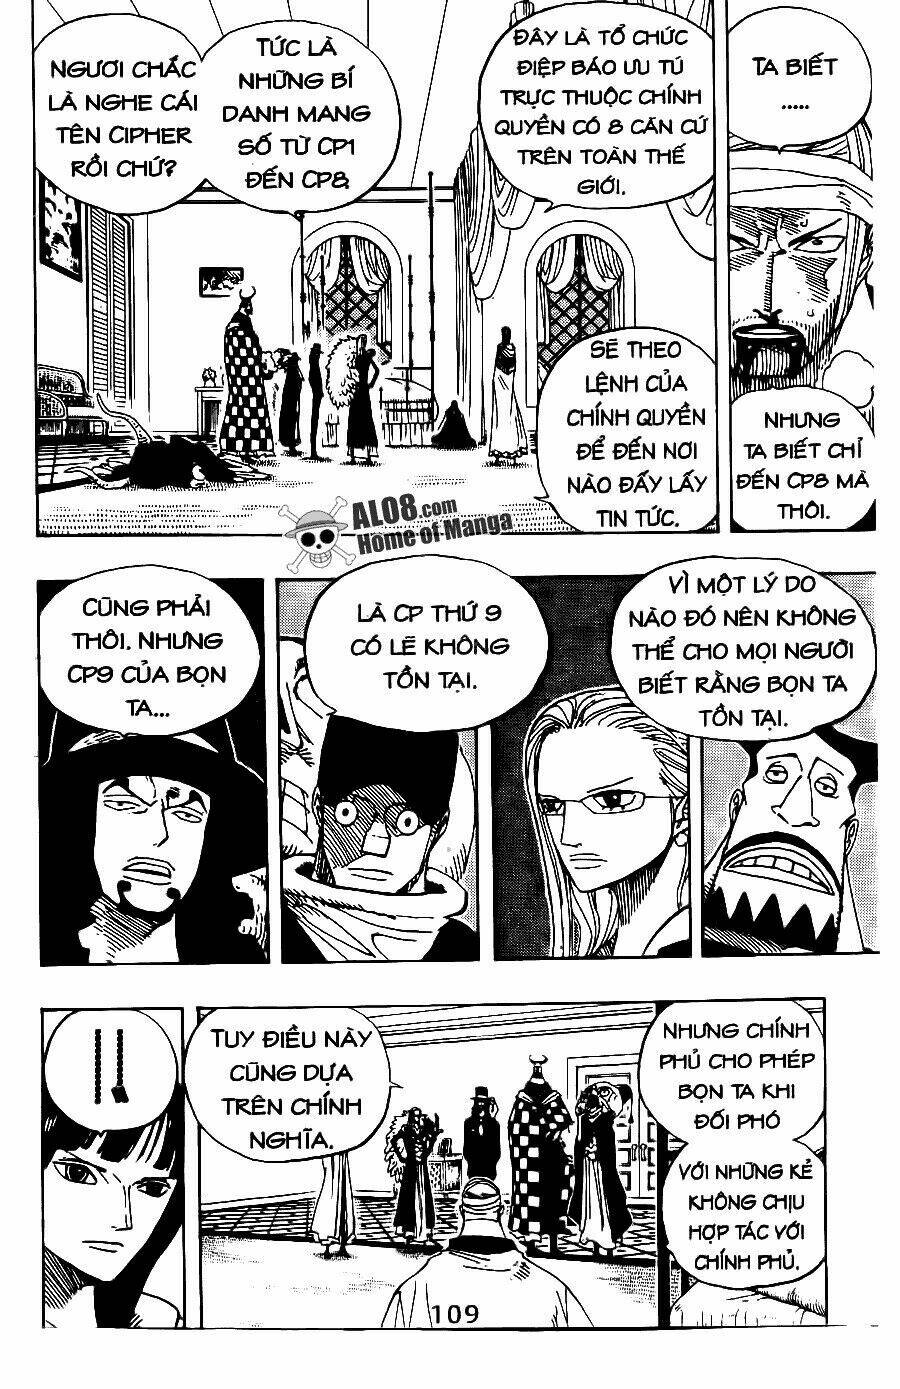 NGƯƠI CHẮC
LÀ NGHE CÁI
TÊN CIPHER
RỒI CHỨ?
TỨC LÀ
NHỮNG BÍ
DANH MANG
SỐ TỪ CP1
ĐẾN CP8.
ĐÂY LÀ TỔ CHỨC
ĐIỆP BÁO ƯU TÚ
TRỰC THUỘC CHÍNH
QUYỀN CÓ 8 CĂN CỨ
TRÊN TOÀN THẾ
GIỚI.
SẼ THEO
LỆNH CỦA
CHÍNH QUYỀN
ĐỂ ĐẾN NƠI
NÀO ĐẤY LẤY
TIN TỨC.
TA BIẾT
.....
NHƯNG
TA BIẾT CHỈ
ĐẾN CP8 MÀ
THÔI.
AL08.com
Home of Manga
CŨNG PHẢI
THÔI. NHƯNG
CP9 CỦA BỌN
TA...
LÀ CP THỨ 9
CÓ LẼ KHÔNG
TỒN TẠI.
VÌ MỘT LÝ DO
NÀO ĐÓ NÊN KHÔNG
THỂ CHO MỌI NGƯỜI
BIẾT RẰNG BỌN TA
TỒN TẠI.
TUY ĐIỀU NÀY
CŨNG DỰA
TRÊN CHÍNH
NGHĨA.
NHƯNG CHÍNH
PHỦ CHO PHÉP
BỌN TA KHI
ĐỐI PHÓ
VỚI NHỮNG KẺ
KHÔNG CHỊU
HỢP TÁC VỚI
CHÍNH PHỦ.
109